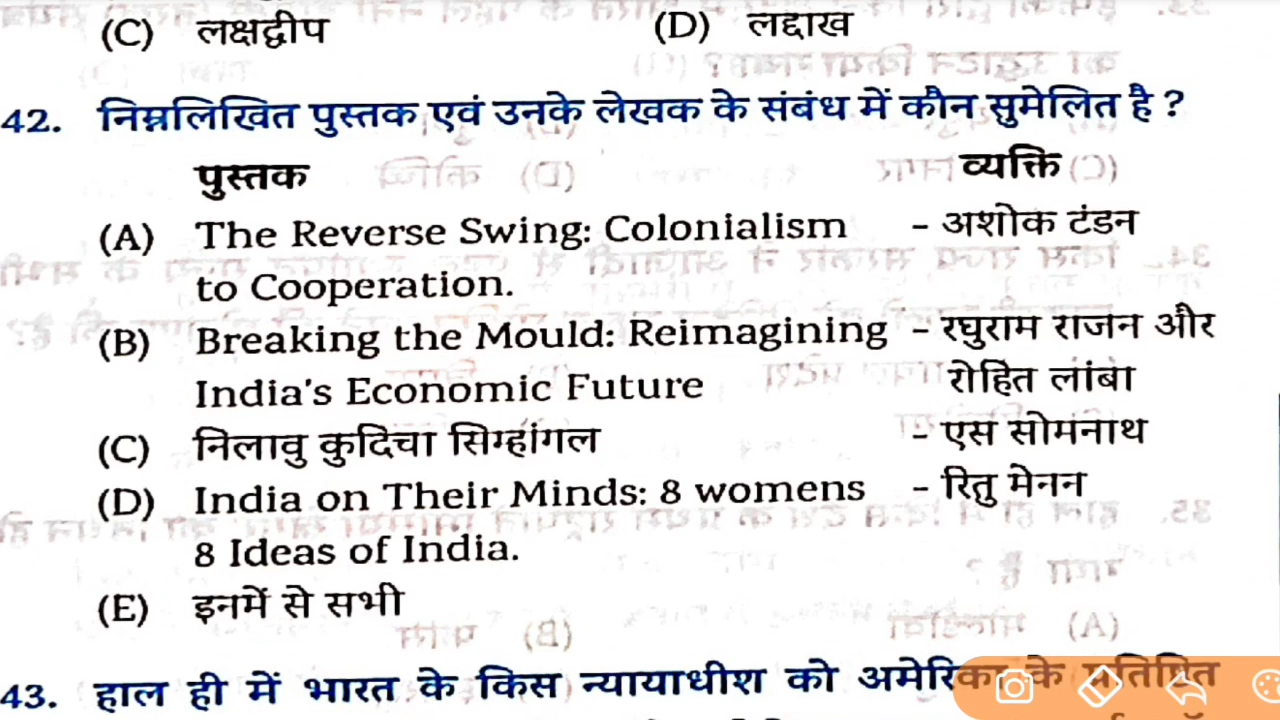 (C) लक्षद्वीप (D) लद्दाख
42. निम्नलिखित पुस्तक एवं उनके लेखक के संबंध में कौन सुमेलित है ?
पुस्तक व्यक्ति
(A) The Reverse Swing: Colonialism - अशोक टंडन
to Cooperation.
(B) Breaking the Mould: Reimagining - रघुराम राजन और
India's Economic Future रोहित लांबा
(C) निलावु कुदिचा सिम्हांगल - एस सोमनाथ
(D) India on Their Minds: 8 womens - रितु मेनन
8 Ideas of India.
(E) इनमें से सभी
43. हाल ही में भारत के किस न्यायाधीश को अमेरिका के प्रतिष्ठित